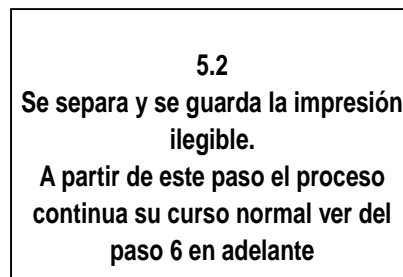 5.2
Se separa y se guarda la impresión
ilegible.
A partir de este paso el proceso
continua su curso normal ver del
paso 6 en adelante